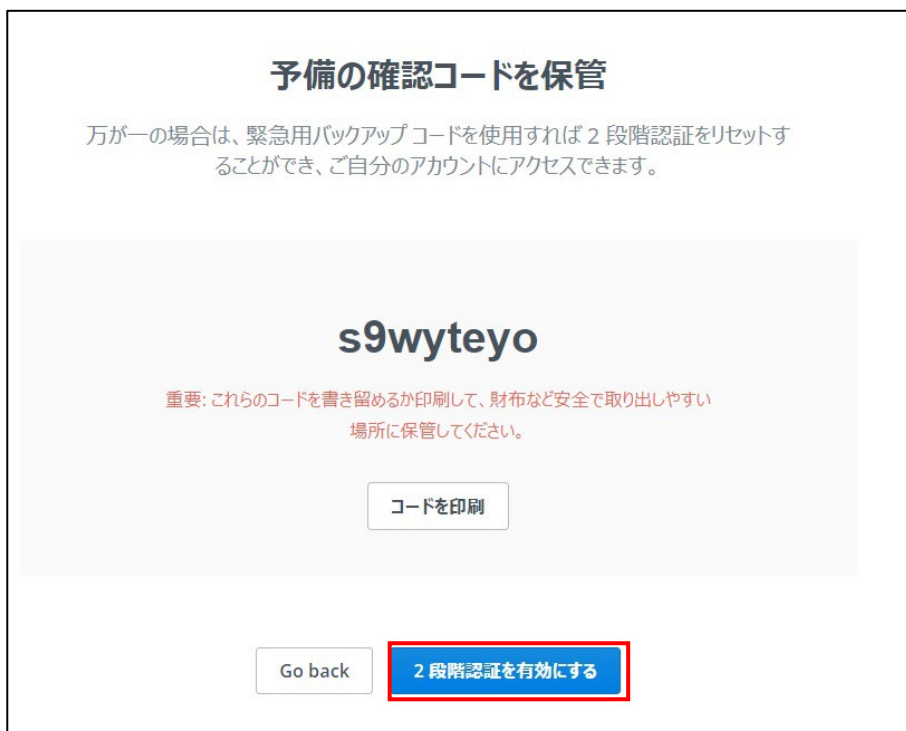 予備の確認コードを保管
万が一の場合は、緊急用バックアップ コードを使用すれば 2 段階認証をリセットす
ることができ、ご自分のアカウントにアクセスできます。
s9wyteyo
重要: これらのコードを書き留めるか印刷して、財布など安全で取り出しやすい
場所に保管してください。
コードを印刷
Go back
2 段階認証を有効にする